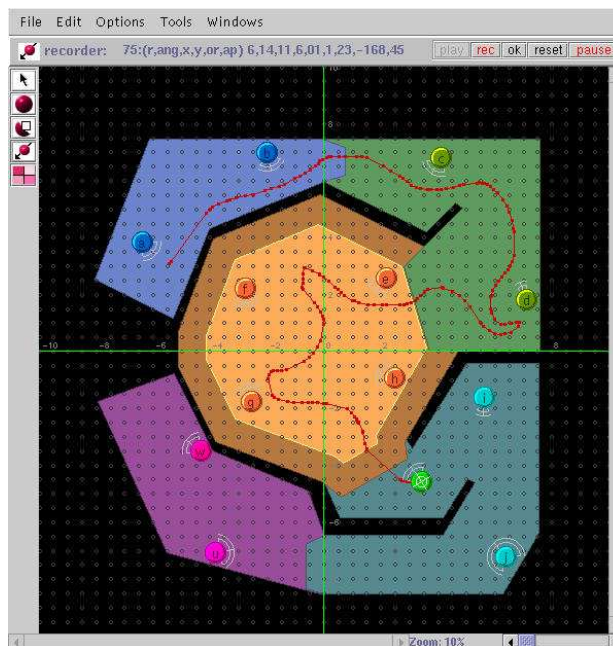 File Edit Options Tools Windows
recorder: 75:(r,ang,x,y,or,ap) 6,14,11,6,01,1,23,-168,45 play rec ok reset pause
10
8
b
c
a
4
f
e
2
d
-10 -8 -6 -4 -2 0 2 4 8
h
i
g
w
-6
u
j
Zoom: 10%